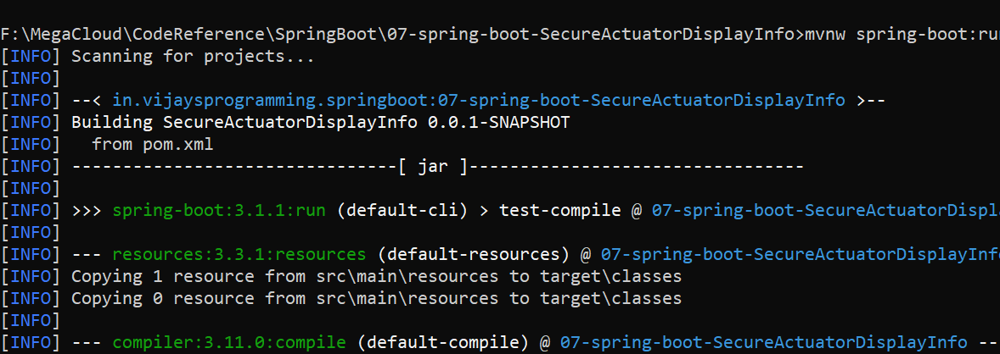 F:\MegaCloud\CodeReference\SpringBoot\07-spring-boot-SecureActuatorDisplayInfo>mvnw spring-boot:run
[INFO] Scanning for projects...
[INFO]
[INFO] --< in.vijaysprogramming.springboot:07-spring-boot-SecureActuatorDisplayInfo >--
[INFO] Building SecureActuatorDisplayInfo 0.0.1-SNAPSHOT
[INFO]   from pom.xml
[INFO] --------------------------------[ jar ]---------------------------------
[INFO]
[INFO] >>> spring-boot:3.1.1:run (default-cli) > test-compile @ 07-spring-boot-SecureActuatorDispl
[INFO]
[INFO] --- resources:3.3.1:resources (default-resources) @ 07-spring-boot-SecureActuatorDisplayInf
[INFO] Copying 1 resource from src\main\resources to target\classes
[INFO] Copying 0 resource from src\main\resources to target\classes
[INFO]
[INFO] --- compiler:3.11.0:compile (default-compile) @ 07-spring-boot-SecureActuatorDisplayInfo --